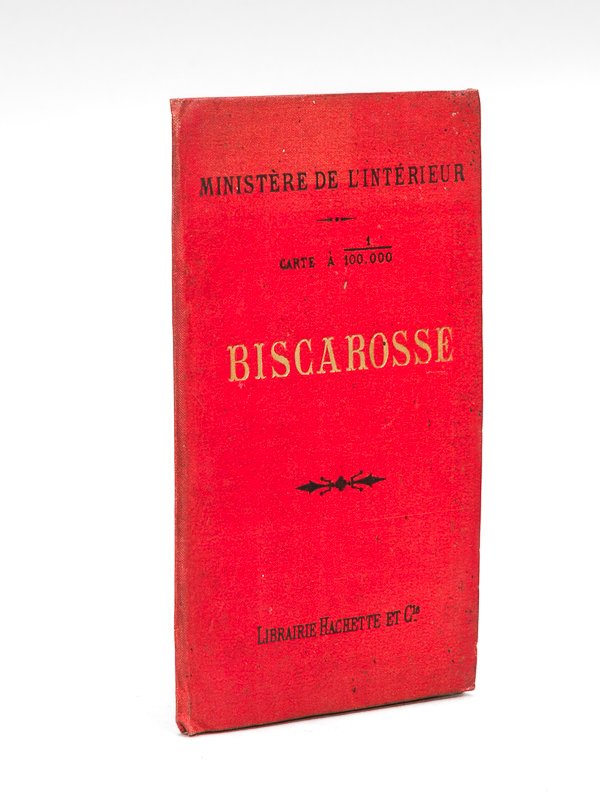 MINISTÈRE DE L'INTÉRIEUR
CARTE À 1/100.000
BISCAROSSE
LIBRAIRIE HACHETTE ET Cie